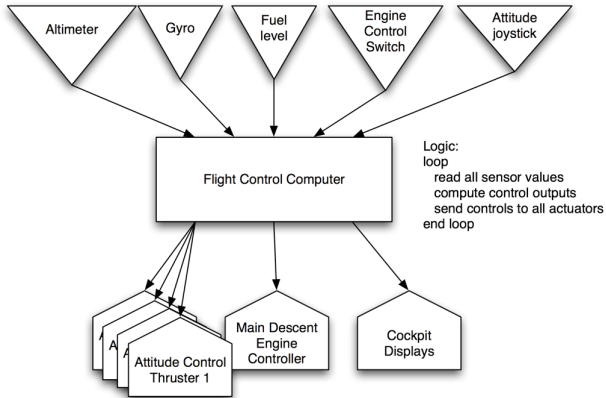 Altimeter
Gyro
Fuel
level
Engine
Control
Switch
Attitude
joystick
Flight Control Computer
Logic:
loop
read all sensor values
compute control outputs
send controls to all actuators
end loop
A
A
A
Attitude Control
Thruster 1
Main Descent
Engine
Controller
Cockpit
Displays